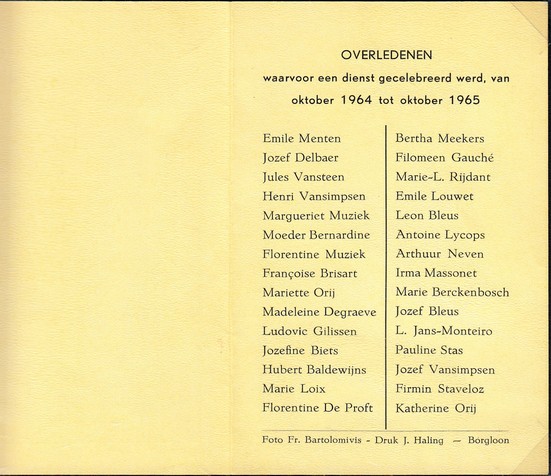 OVERLEDENEN
waarvoor een dienst gecelebreerd werd, van
oktober 1964 tot oktober 1965
Emile Menten
Jozef Delbaer
Jules Vansteen
Henri Vansimpsen
Margueriet Muziek
Moeder Bernardine
Florentine Muziek
Françoise Brisart
Mariette Orij
Madeleine Degraeve
Ludovic Gilissen
Jozefine Biets
Hubert Baldewijns
Marie Loix
Florentine De Proft
Bertha Meekers
Filomeen Gauché
Marie-L. Rijdant
Emile Louwet
Leon Bleus
Antoine Lycops
Arthuur Neven
Irma Massonet
Marie Berckenbosch
Jozef Bleus
L. Jans-Monteiro
Pauline Stas
Jozef Vansimpsen
Firmin Staveloz
Katherine Orij
Foto Fr. Bartolomivis - Druk J. Haling — Borgloon